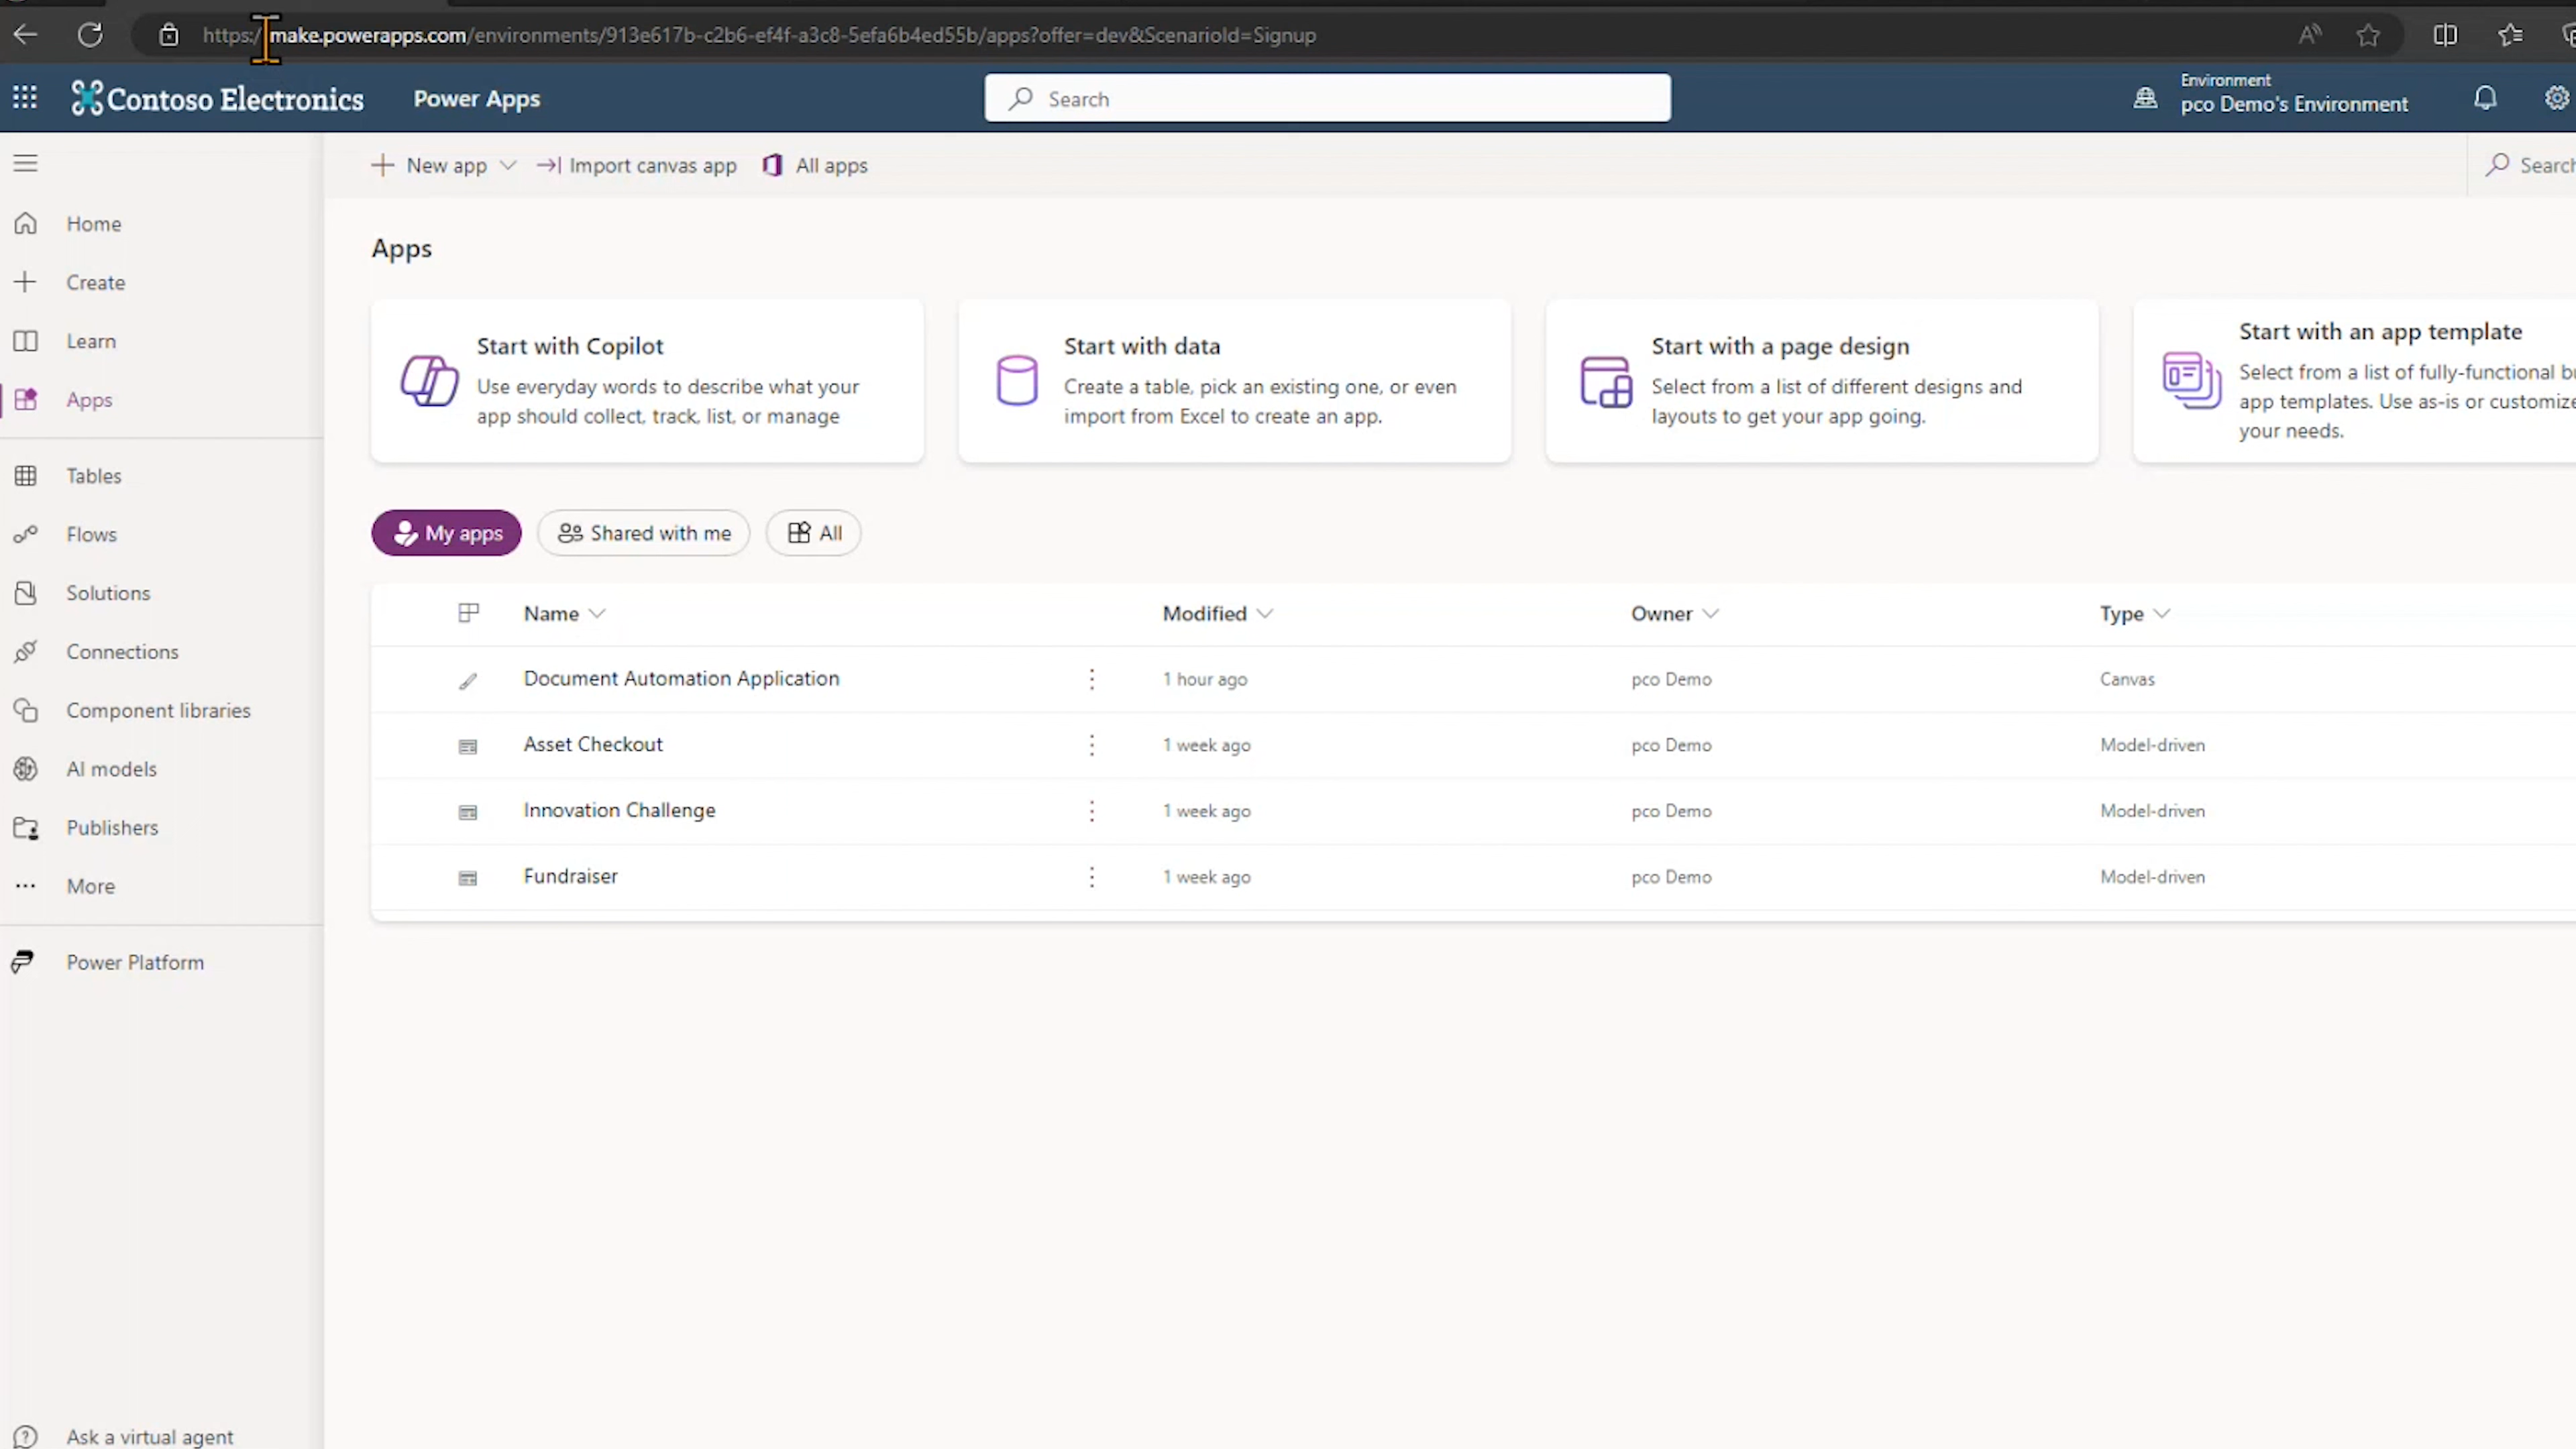 https:/ make.powerapps.com/environments/913e617b-c2b6-ef4f-a3c8-5efa6b4ed55b/apps?offer=dev&ScenarioId=Signup
Contoso Electronics
Power Apps
Search
Environment
pco Demo's Environment
New app
Import canvas app
All apps
Search
Home
Create
Learn
Apps
Tables
Flows
Solutions
Connections
Component libraries
AI models
Publishers
More
Power Platform
Ask a virtual agent
Apps
Start with Copilot
Use everyday words to describe what your
app should collect, track, list, or manage
Start with data
Create a table, pick an existing one, or even
import from Excel to create an app.
Start with a page design
Select from a list of different designs and
layouts to get your app going.
Start with an app template
Select from a list of fully-functional
app templates. Use as-is or customize
your needs.
My apps
Shared with me
All
Name Modified Owner Type
Document Automation Application 1 hour ago pco Demo Canvas
Asset Checkout 1 week ago pco Demo Model-driven
Innovation Challenge 1 week ago pco Demo Model-driven
Fundraiser 1 week ago pco Demo Model-driven